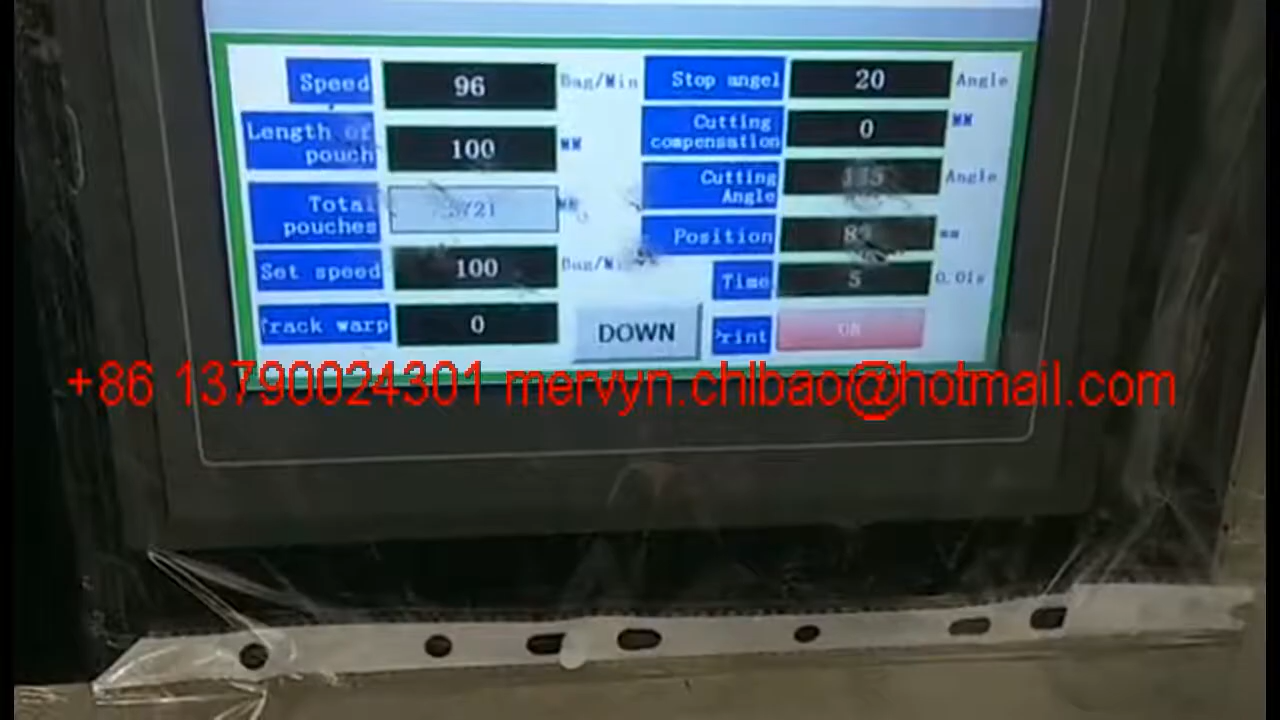 Speed 96 Bag/Min
Length of pouch 100 MM
Total pouches
Set speed 100
Track warp 0
DOWN
Stop angel 20 Angle
Cutting compensation 0 MM
Cutting Angle Angle
Position mm
Time 5 0.01s
Print ON
+86 13790024301 mervyn.chibao@hotmail.com